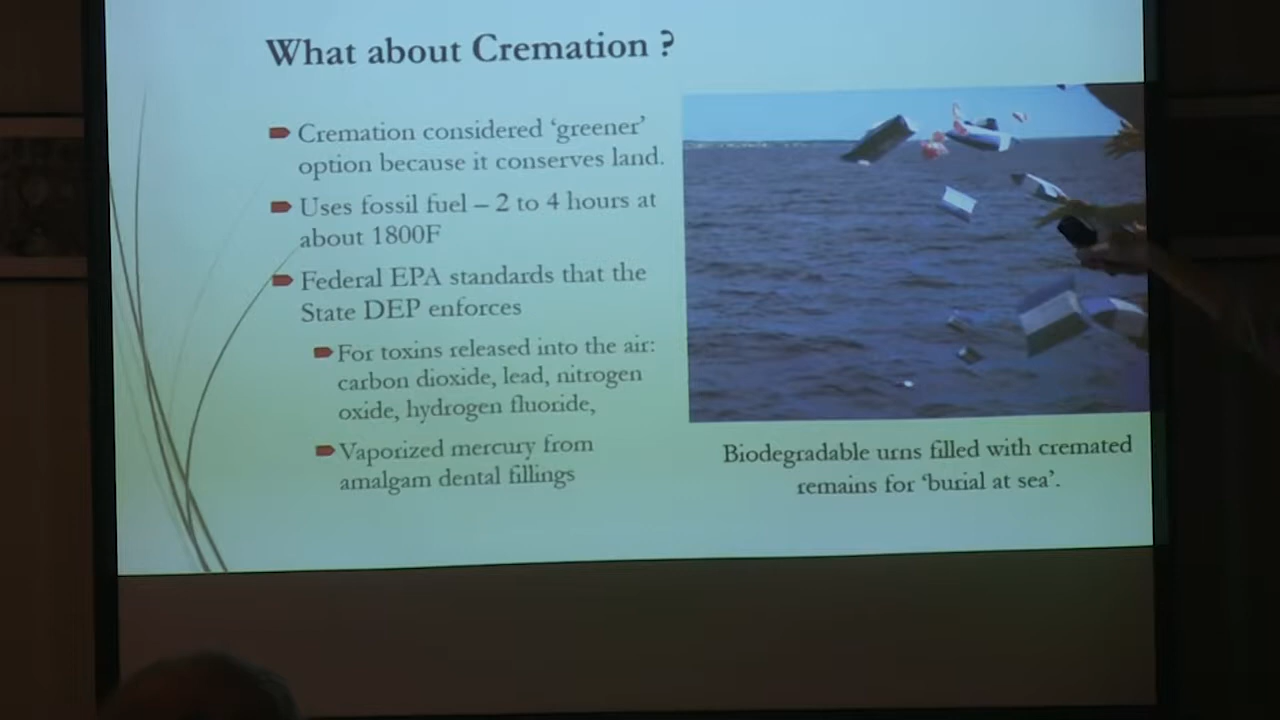 What about Cremation ?
Cremation considered ‘greener’
option because it conserves land.
Uses fossil fuel – 2 to 4 hours at
about 1800F
Federal EPA standards that the
State DEP enforces
For toxins released into the air:
carbon dioxide, lead, nitrogen
oxide, hydrogen fluoride,
Vaporized mercury from
amalgam dental fillings
Biodegradable urns filled with cremated
remains for ‘burial at sea’.